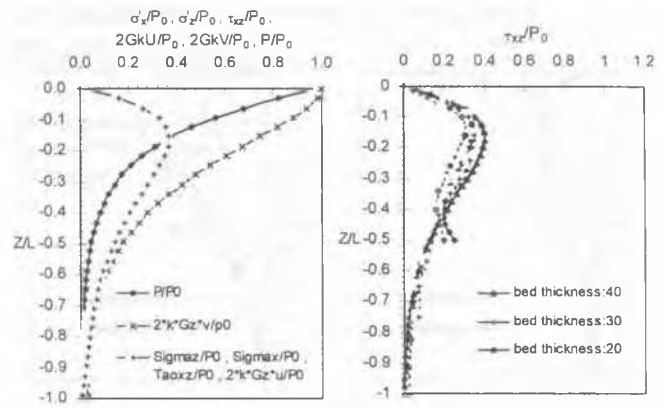 σ'x/P0 , σ'z/P0 , τxz/P0 ,
2GkU/P0 , 2GkV/P0 , P/P0
0.0 0.2 0.4 0.6 0.8 1.0
0.0
-0.1
-0.2
-0.3
-0.4
Z/L
-0.5
-0.6
-0.7
-0.8
-0.9
-1.0
P/P0
2*k*Gz*v/p0
Sigmaz/P0 , Sigmax/P0 ,
Taoxz/P0 , 2*k*Gz*u/P0
τxz/P0
0 0.2 0.4 0.6 0.8 1 1.2
0
-0.1
-0.2
-0.3
-0.4
Z/L
-0.5
-0.6
-0.7
-0.8
-0.9
-1
bed thickness:40
bed thickness:30
bed thickness:20